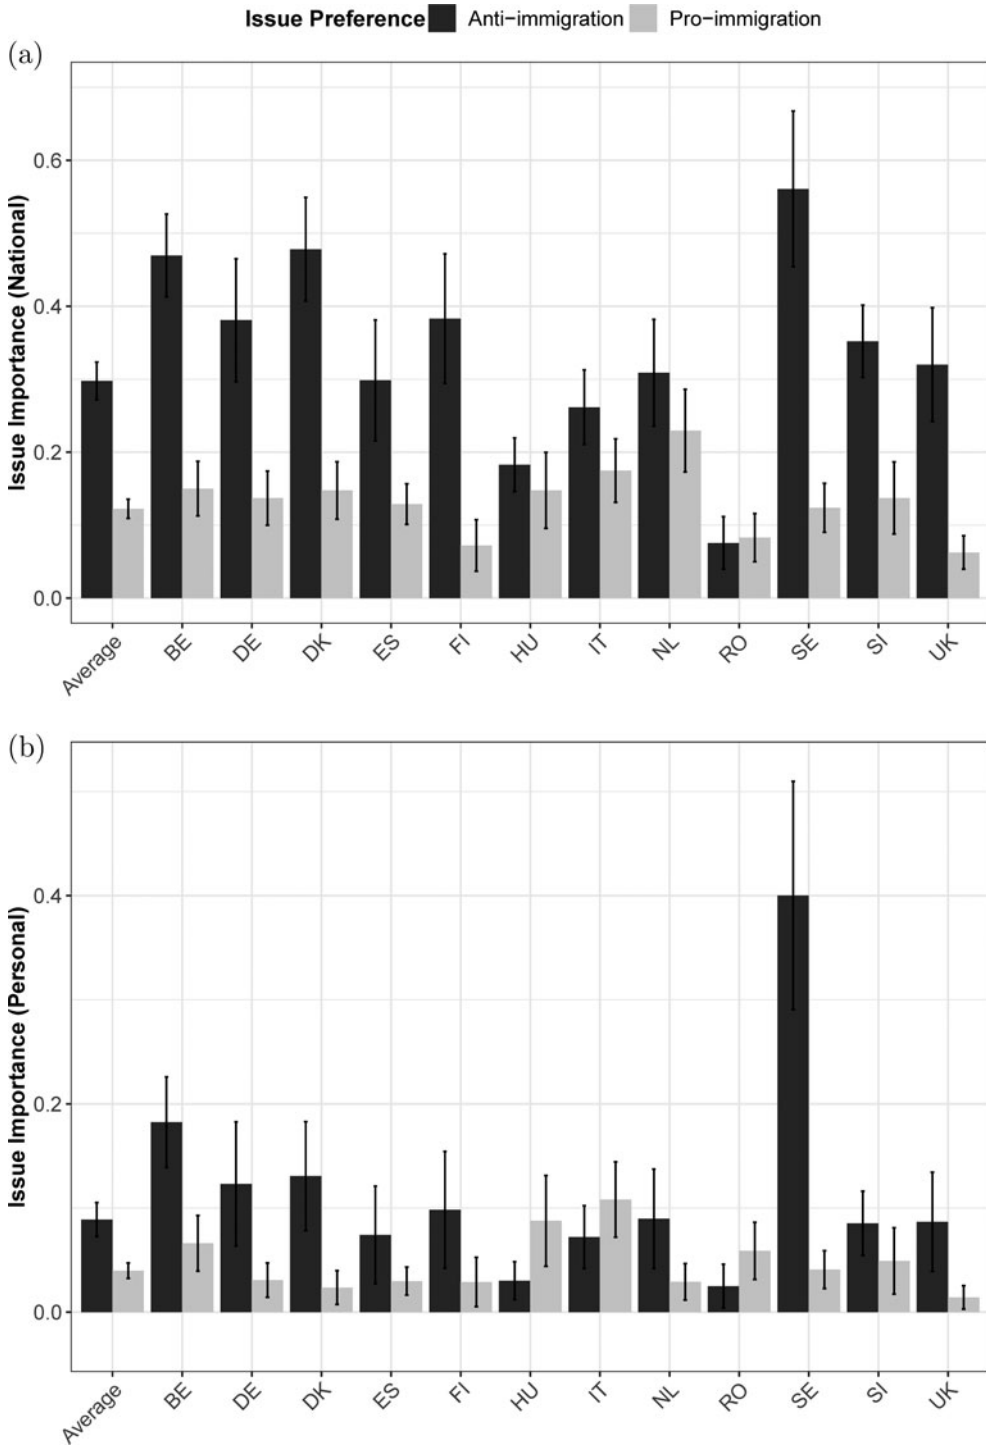 Issue Preference Anti-immigration Pro-immigration
(a)
Issue Importance (National)
0.6
0.4
0.2
0.0
Average BE DE DK ES FI HU IT NL RO SE SI UK
(b)
Issue Importance (Personal)
0.4
0.2
0.0
Average BE DE DK ES FI HU IT NL RO SE SI UK